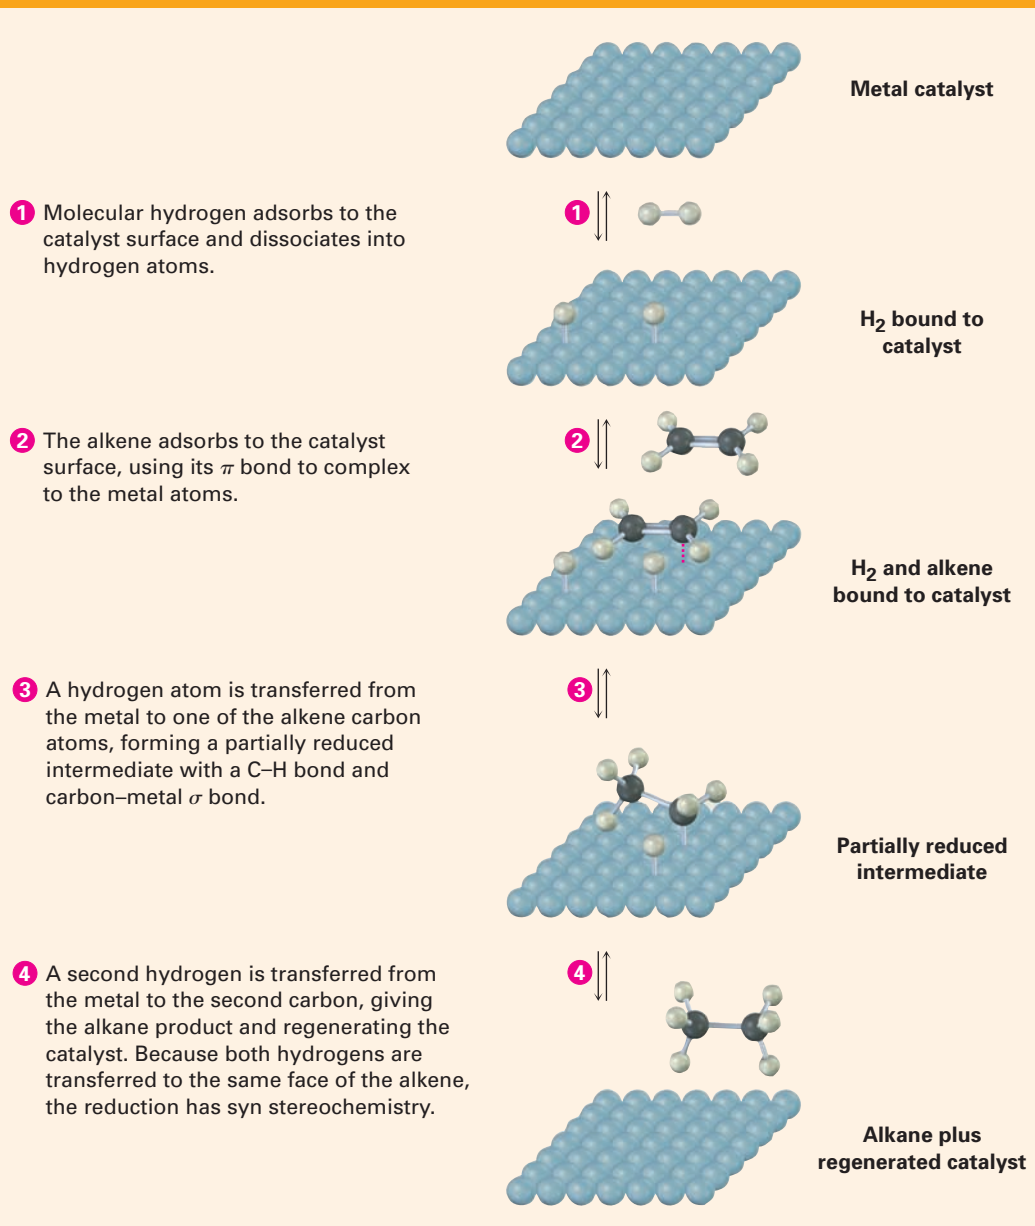 Metal catalyst
1 Molecular hydrogen adsorbs to the
catalyst surface and dissociates into
hydrogen atoms.
1
H₂ bound to
catalyst
2 The alkene adsorbs to the catalyst
surface, using its π bond to complex
to the metal atoms.
2
H₂ and alkene
bound to catalyst
3 A hydrogen atom is transferred from
the metal to one of the alkene carbon
atoms, forming a partially reduced
intermediate with a C–H bond and
carbon–metal σ bond.
3
Partially reduced
intermediate
4 A second hydrogen is transferred from
the metal to the second carbon, giving
the alkane product and regenerating the
catalyst. Because both hydrogens are
transferred to the same face of the alkene,
the reduction has syn stereochemistry.
4
Alkane plus
regenerated catalyst